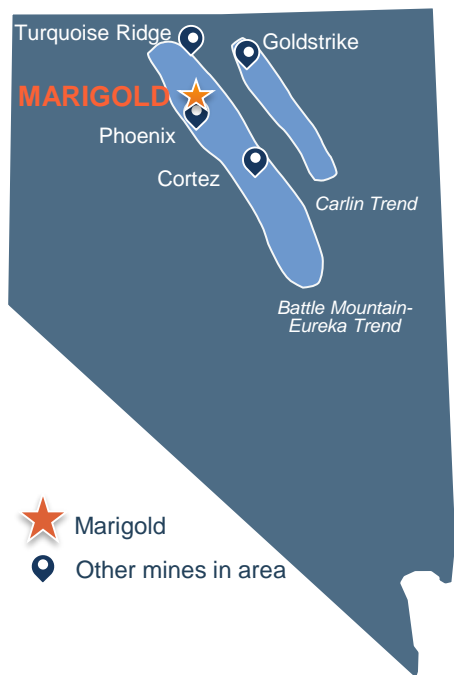 Turquoise Ridge
Goldstrike
MARIGOLD
Phoenix
Cortez
Carlin Trend
Battle Mountain-
Eureka Trend
Marigold
Other mines in area